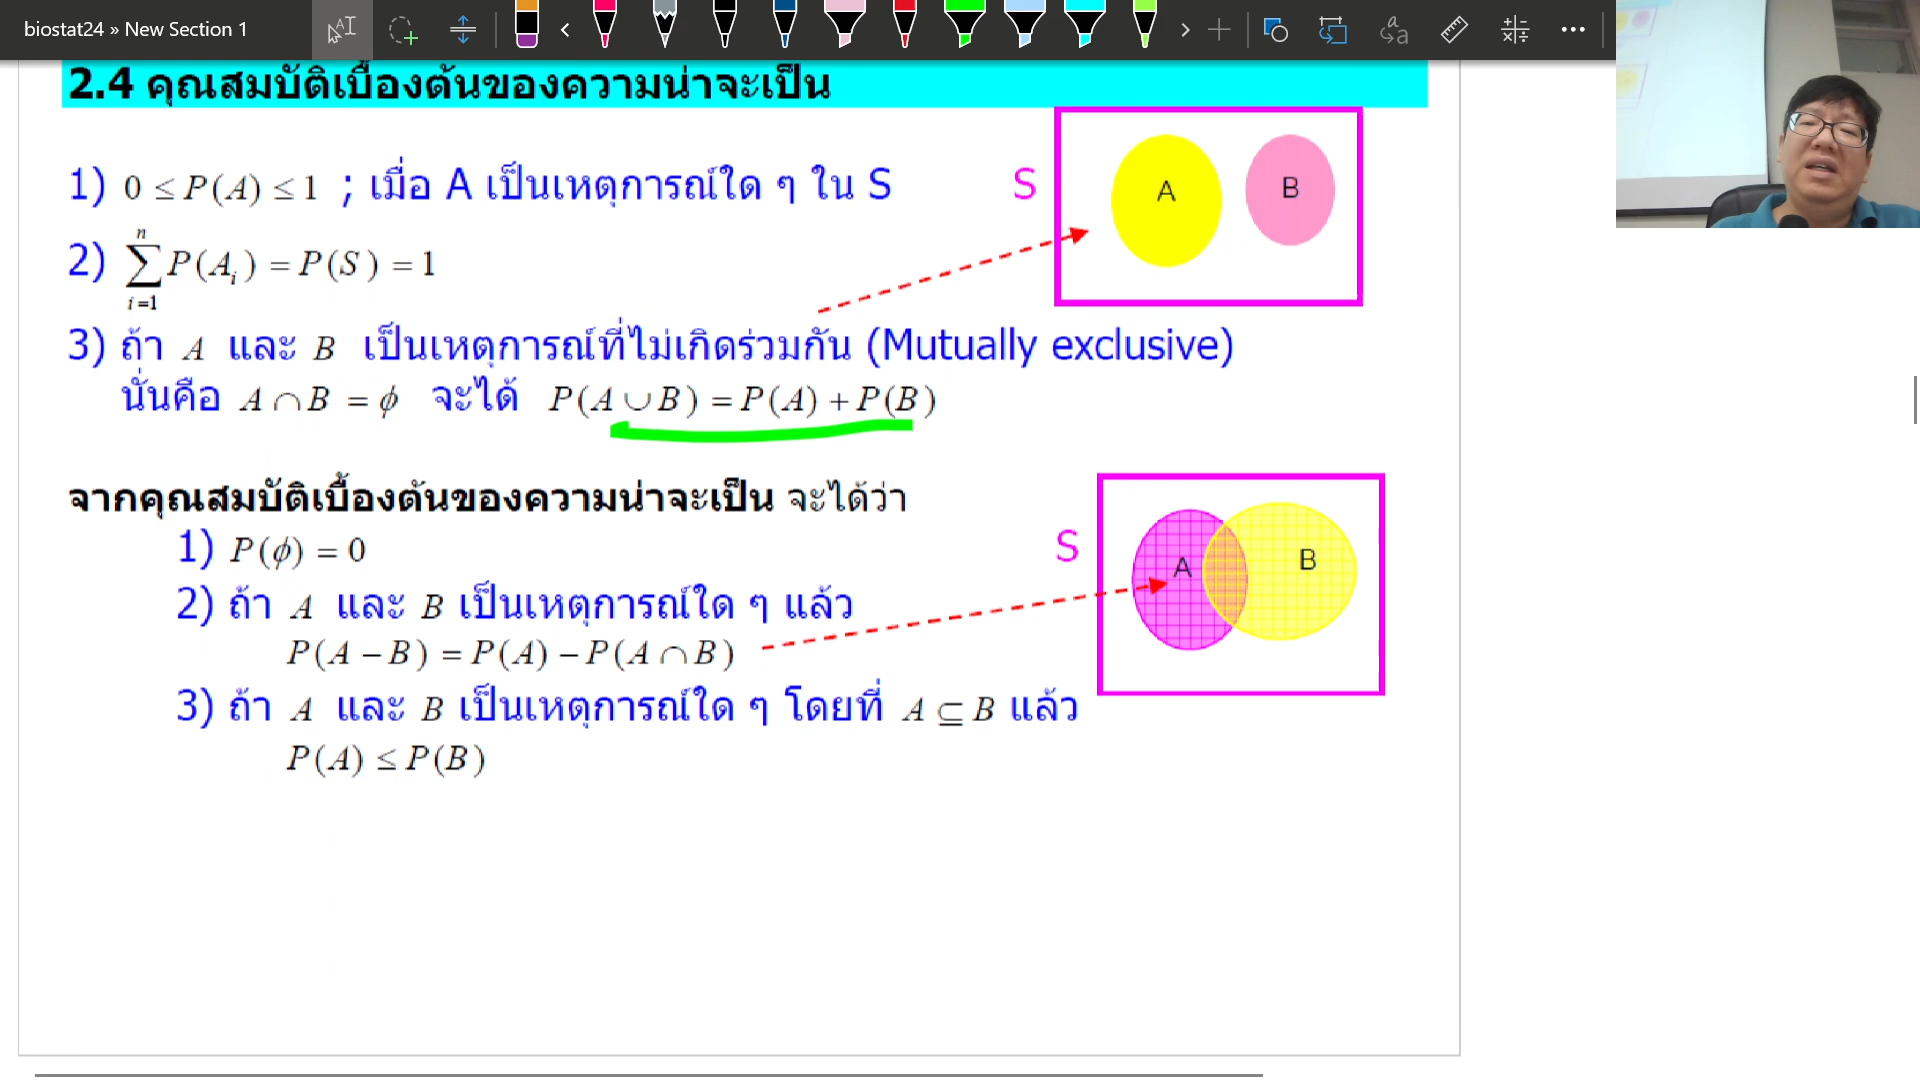 biostat24 » New Section 1
2.4 คุณสมบัติเบื้องต้นของความน่าจะเป็น
1) 0 ≤ P(A) ≤ 1 ; เมื่อ A เป็นเหตุการณ์ใด ๆ ใน S
S
A
B
2) ∑_{i=1}^{n} P(A_i) = P(S) = 1
3) ถ้า A และ B เป็นเหตุการณ์ที่ไม่เกิดร่วมกัน (Mutually exclusive)
นั่นคือ A ∩ B = ϕ จะได้ P(A ∪ B) = P(A) + P(B)
จากคุณสมบัติเบื้องต้นของความน่าจะเป็น จะได้ว่า
1) P(ϕ) = 0
S
A
B
2) ถ้า A และ B เป็นเหตุการณ์ใด ๆ แล้ว
P(A − B) = P(A) − P(A ∩ B)
3) ถ้า A และ B เป็นเหตุการณ์ใด ๆ โดยที่ A ⊆ B แล้ว
P(A) ≤ P(B)